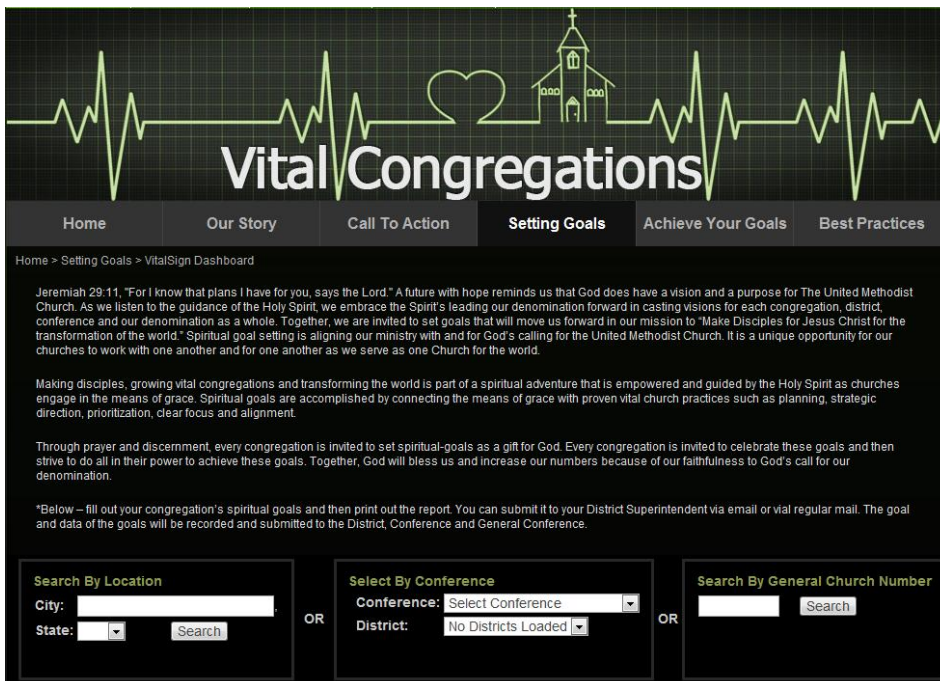 Vital Congregations
Home Our Story Call To Action Setting Goals Achieve Your Goals Best Practices
Home > Setting Goals > VitalSign Dashboard
Jeremiah 29:11, "For I know that plans I have for you, says the Lord." A future with hope reminds us that God does have a vision and a purpose for The United Methodist
Church. As we listen to the guidance of the Holy Spirit, we embrace the Spirit's leading our denomination forward in casting visions for each congregation, district,
conference and our denomination as a whole. Together, we are invited to set goals that will move us forward in our mission to "Make Disciples for Jesus Christ for the
transformation of the world." Spiritual goal setting is aligning our ministry with and for God's calling for the United Methodist Church. It is a unique opportunity for our
churches to work with one another and for one another as we serve as one Church for the world.
Making disciples, growing vital congregations and transforming the world is part of a spiritual adventure that is empowered and guided by the Holy Spirit as churches
engage in the means of grace. Spiritual goals are accomplished by connecting the means of grace with proven vital church practices such as planning, strategic
direction, prioritization, clear focus and alignment.
Through prayer and discernment, every congregation is invited to set spiritual-goals as a gift for God. Every congregation is invited to celebrate these goals and then
strive to do all in their power to achieve these goals. Together, God will bless us and increase our numbers because of our faithfulness to God's call for our
denomination.
*Below – fill out your congregation's spiritual goals and then print out the report. You can submit it to your District Superintendent via email or vial regular mail. The goal
and data of the goals will be recorded and submitted to the District, Conference and General Conference.
Search By Location
City: ,
State: Search
OR
Select By Conference
Conference: Select Conference
District: No Districts Loaded
OR
Search By General Church Number
Search